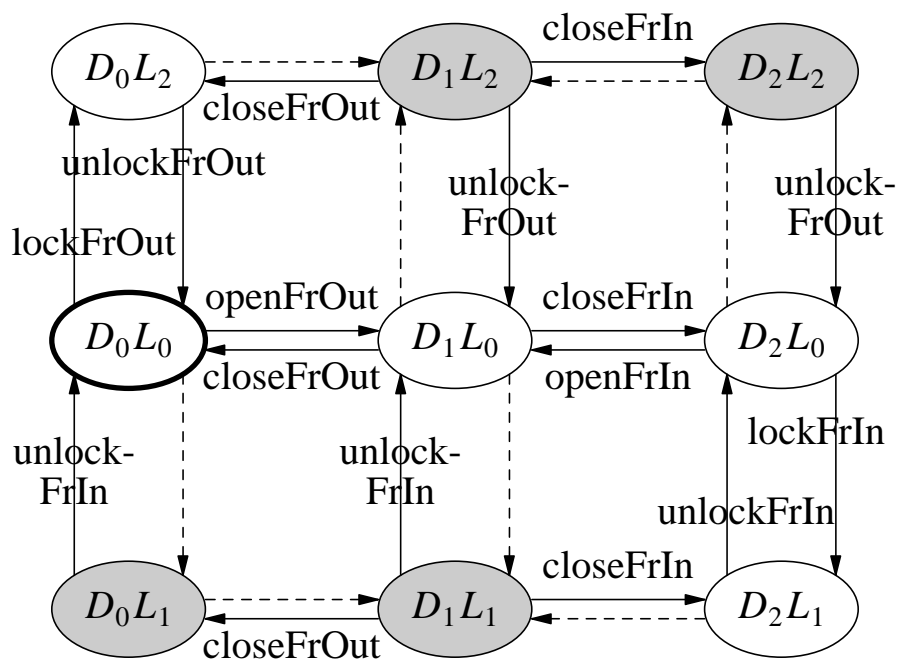 closeFrIn
D₀L₂
D₁L₂
D₂L₂
closeFrOut
unlockFrOut
unlock-
FrOut
unlock-
FrOut
lockFrOut
openFrOut
closeFrIn
D₀L₀
D₁L₀
D₂L₀
closeFrOut
openFrIn
unlock-
FrIn
unlock-
FrIn
lockFrIn
unlockFrIn
closeFrIn
D₀L₁
D₁L₁
D₂L₁
closeFrOut